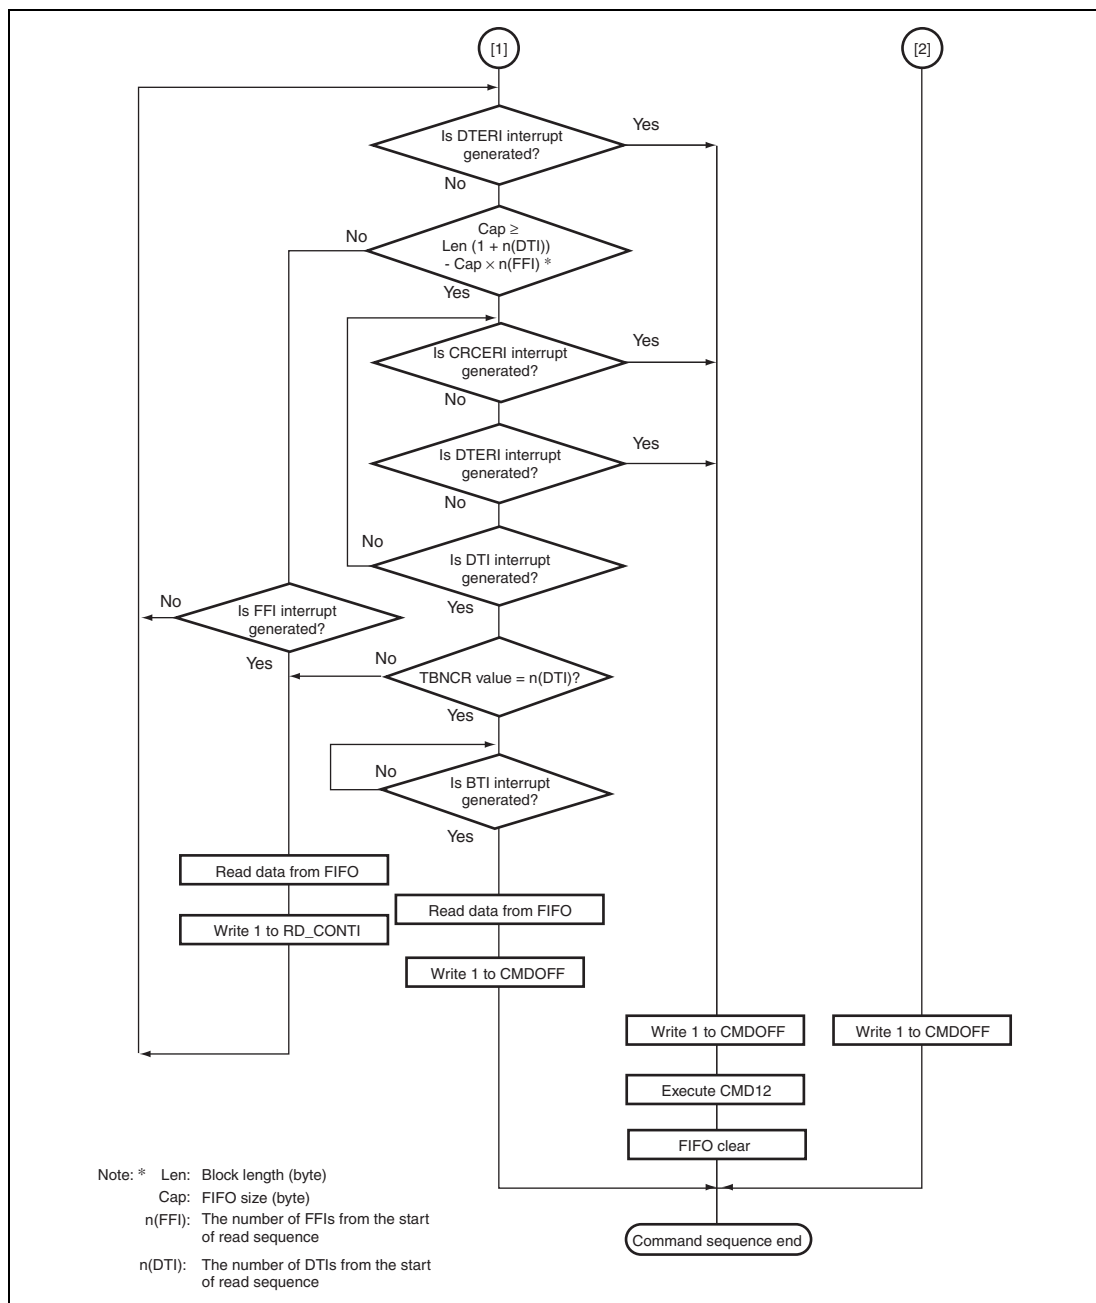 [1]
[2]
Is DTERI interrupt
generated?
Yes
No
Cap ≥
Len (1 + n(DTI))
- Cap × n(FFI) *
No
Yes
Is CRCERI interrupt
generated?
Yes
No
Is DTERI interrupt
generated?
Yes
No
Is DTI interrupt
generated?
No
Yes
Is FFI interrupt
generated?
No
Yes
TBNCR value = n(DTI)?
No
Yes
Is BTI interrupt
generated?
No
Yes
Read data from FIFO
Write 1 to RD_CONTI
Read data from FIFO
Write 1 to CMDOFF
Write 1 to CMDOFF
Execute CMD12
FIFO clear
Write 1 to CMDOFF
Command sequence end
Note: * Len: Block length (byte)
Cap: FIFO size (byte)
n(FFI): The number of FFIs from the start
of read sequence
n(DTI): The number of DTIs from the start
of read sequence